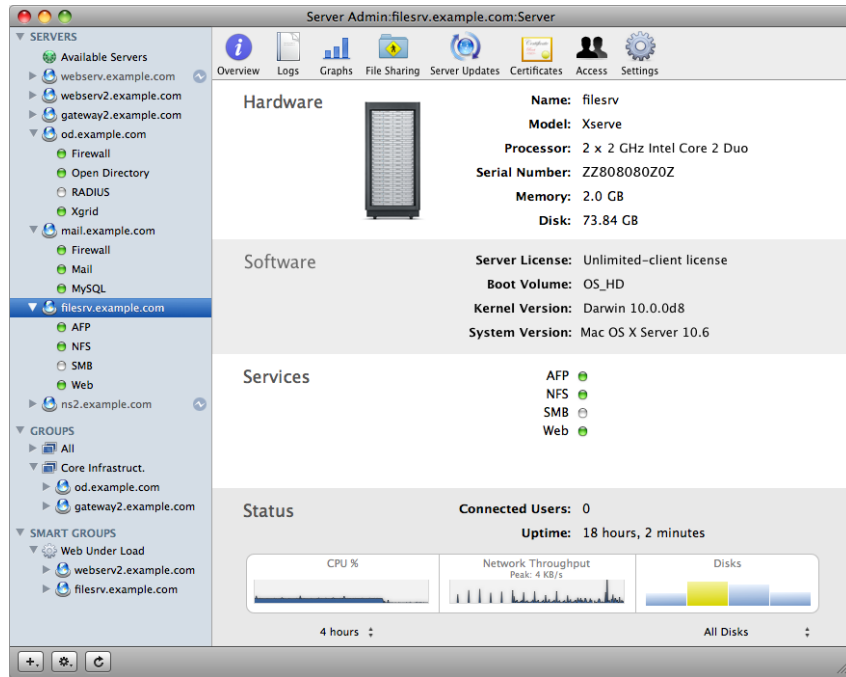 Server Admin:filesrv.example.com:Server
SERVERS
Available Servers
webserv.example.com
webserv2.example.com
gateway2.example.com
od.example.com
Firewall
Open Directory
RADIUS
Xgrid
mail.example.com
Firewall
Mail
MySQL
filesrv.example.com
AFP
NFS
SMB
Web
ns2.example.com
GROUPS
All
Core Infrastruct.
od.example.com
gateway2.example.com
SMART GROUPS
Web Under Load
webserv2.example.com
filesrv.example.com
Overview Logs Graphs File Sharing Server Updates Certificates Access Settings
Hardware
Name: filesrv
Model: Xserve
Processor: 2 x 2 GHz Intel Core 2 Duo
Serial Number: ZZ808080Z0Z
Memory: 2.0 GB
Disk: 73.84 GB
Software
Server License: Unlimited-client license
Boot Volume: OS_HD
Kernel Version: Darwin 10.0.0d8
System Version: Mac OS X Server 10.6
Services
AFP
NFS
SMB
Web
Status
Connected Users: 0
Uptime: 18 hours, 2 minutes
CPU %
Network Throughput
Peak: 4 KB/s
Disks
4 hours
All Disks